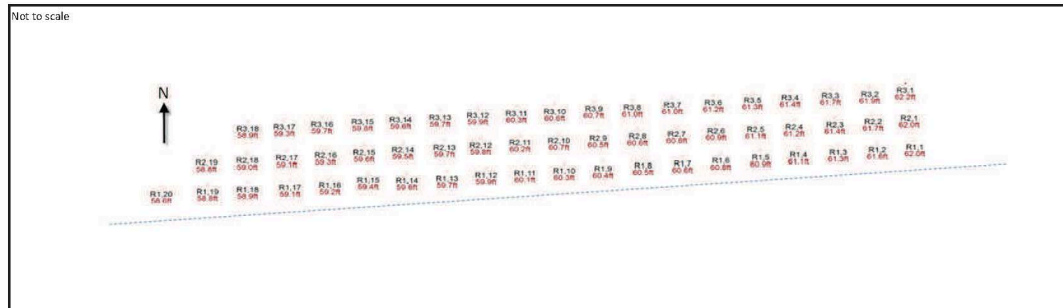 Not to scale
N
R3,18 R3,17 R3,16 R3,15 R3,14 R3,13 R3,12 R3,11 R3,10 R3,9 R3,8 R3,7 R3,6 R3,5 R3,4 R3,3 R3,2 R3,1
58.9ft 59.3ft 59.7ft 59.8ft 59.6ft 59.7ft 59.9ft 60.3ft 60.6ft 60.7ft 61.0ft 61.0ft 61.2ft 61.3ft 61.4ft 61.7ft 61.9ft 62.2ft
R2,19 R2,18 R2,17 R2,16 R2,15 R2,14 R2,13 R2,12 R2,11 R2,10 R2,9 R2,8 R2,7 R2,6 R2,5 R2,4 R2,3 R2,2 R2,1
58.8ft 59.0ft 59.1ft 59.3ft 59.6ft 59.5ft 59.7ft 59.8ft 60.2ft 60.7ft 60.5ft 60.6ft 60.8ft 60.9ft 61.1ft 61.2ft 61.4ft 61.7ft 62.0ft
R1,20 R1,19 R1,18 R1,17 R1,16 R1,15 R1,14 R1,13 R1,12 R1,11 R1,10 R1,9 R1,8 R1,7 R1,6 R1,5 R1,4 R1,3 R1,2 R1,1
58.6ft 58.8ft 58.9ft 59.1ft 59.2ft 59.4ft 59.6ft 59.7ft 59.9ft 60.1ft 60.3ft 60.4ft 60.5ft 60.6ft 60.8ft 60.9ft 61.1ft 61.3ft 61.6ft 62.0ft